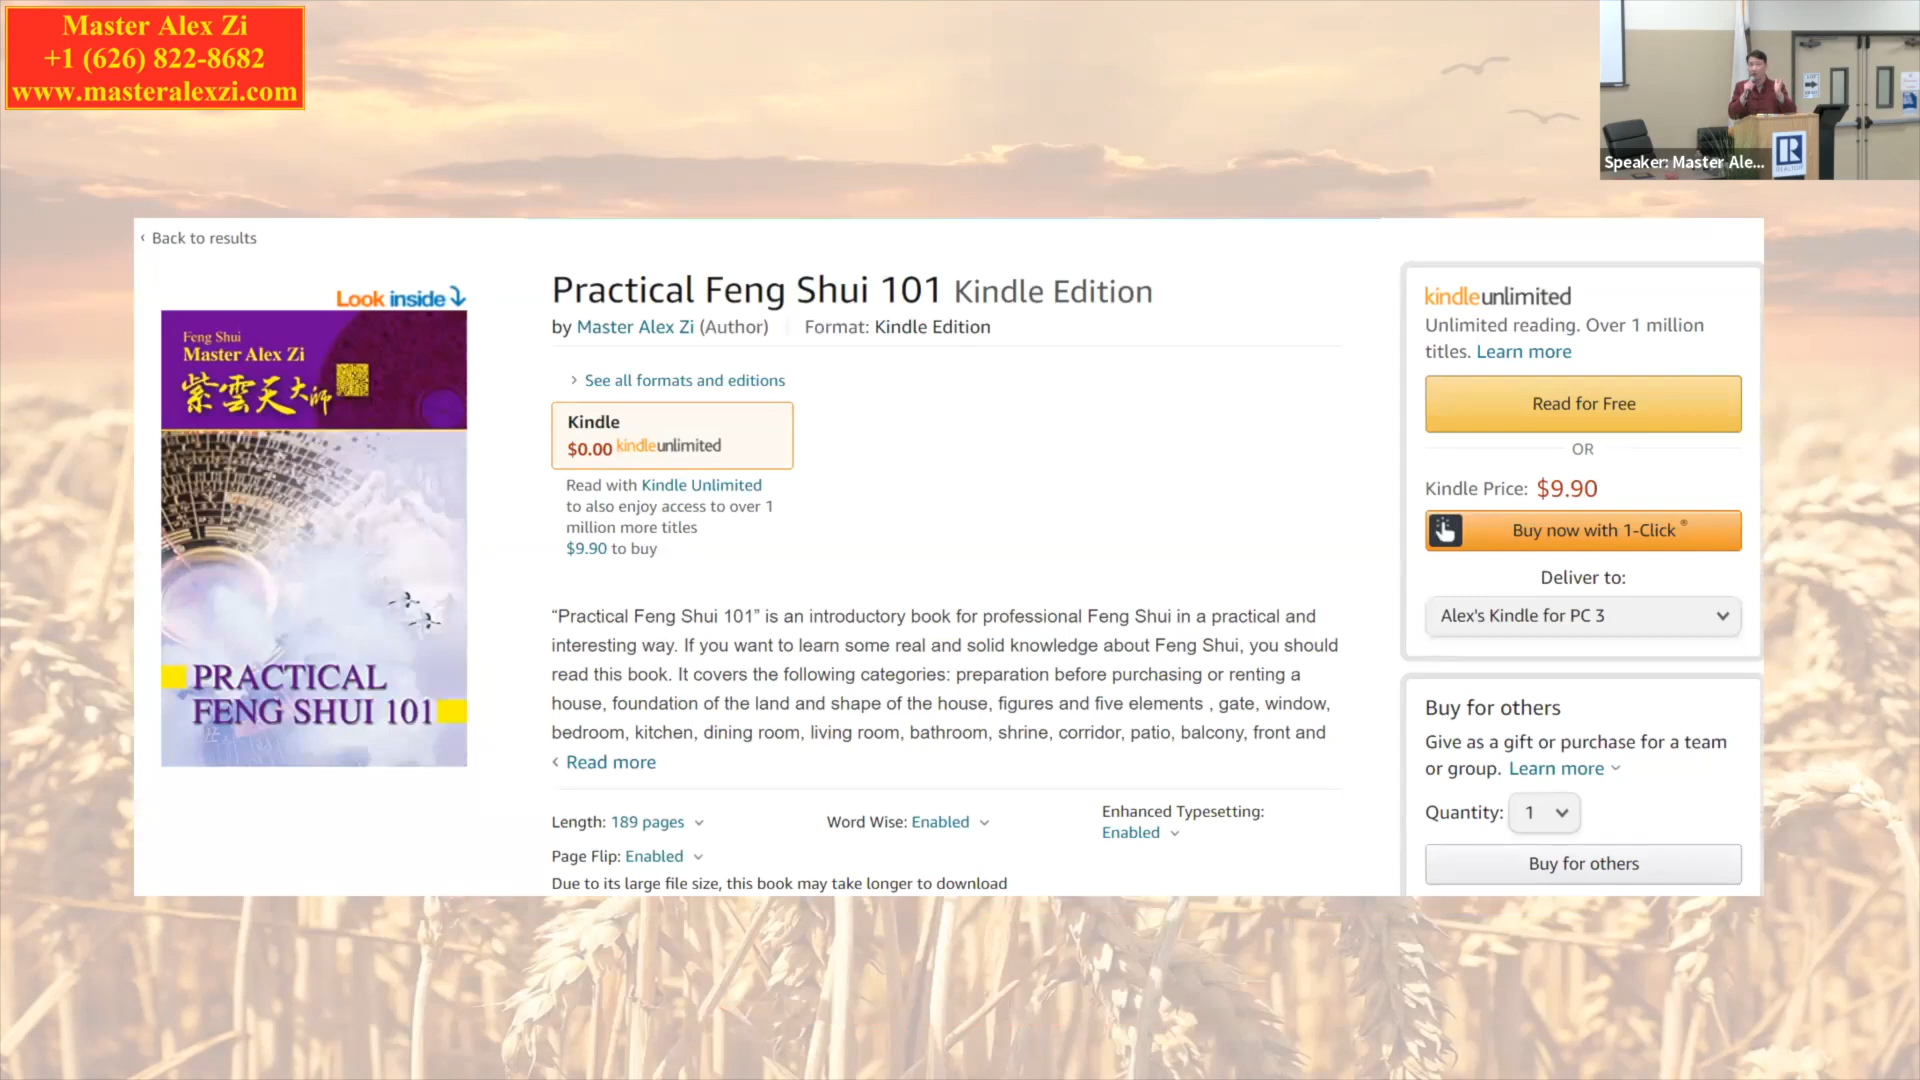 Master Alex Zi
+1 (626) 822-8682
www.masteralexzi.com
Speaker: Master Ale...
R
‹ Back to results
Look inside
Feng Shui
Master Alex Zi
紫雲天大師
PRACTICAL
FENG SHUI 101
Practical Feng Shui 101 Kindle Edition
by Master Alex Zi (Author) Format: Kindle Edition
› See all formats and editions
Kindle
$0.00 kindleunlimited
Read with Kindle Unlimited
to also enjoy access to over 1
million more titles
$9.90 to buy
“Practical Feng Shui 101” is an introductory book for professional Feng Shui in a practical and
interesting way. If you want to learn some real and solid knowledge about Feng Shui, you should
read this book. It covers the following categories: preparation before purchasing or renting a
house, foundation of the land and shape of the house, figures and five elements , gate, window,
bedroom, kitchen, dining room, living room, bathroom, shrine, corridor, patio, balcony, front and
‹ Read more
Length: 189 pages
Word Wise: Enabled
Enhanced Typesetting:
Enabled
Page Flip: Enabled
Due to its large file size, this book may take longer to download
kindleunlimited
Unlimited reading. Over 1 million
titles. Learn more
Read for Free
OR
Kindle Price: $9.90
Buy now with 1-Click ®
Deliver to:
Alex's Kindle for PC 3
Buy for others
Give as a gift or purchase for a team
or group. Learn more
Quantity: 1
Buy for others